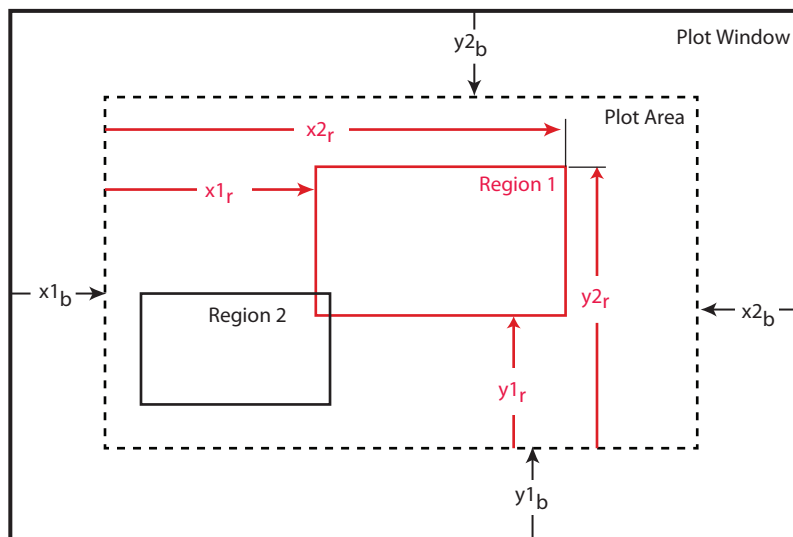 y2b
Plot Window
Plot Area
x2r
Region 1
x1r
x1b
y2r
Region 2
x2b
y1r
y1b